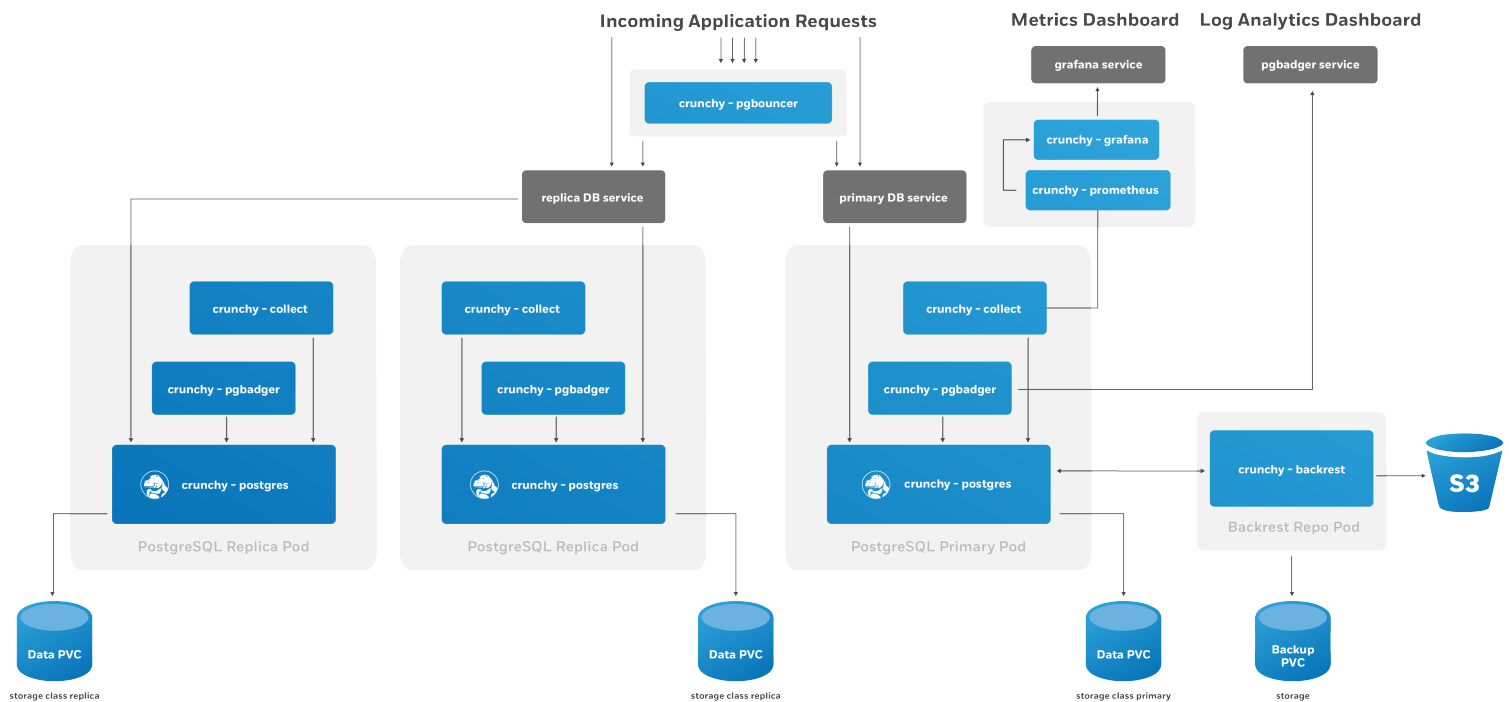 Incoming Application Requests
Metrics Dashboard
Log Analytics Dashboard
grafana service
pgbadger service
crunchy - pgbouncer
crunchy - grafana
crunchy - prometheus
replica DB service
primary DB service
crunchy - collect
crunchy - collect
crunchy - collect
crunchy - pgbadger
crunchy - pgbadger
crunchy - pgbadger
crunchy - postgres
crunchy - postgres
crunchy - postgres
crunchy - backrest
S3
PostgreSQL Replica Pod
PostgreSQL Replica Pod
PostgreSQL Primary Pod
Backrest Repo Pod
Data PVC
Data PVC
Data PVC
Backup
PVC
storage class replica
storage class replica
storage class primary
storage